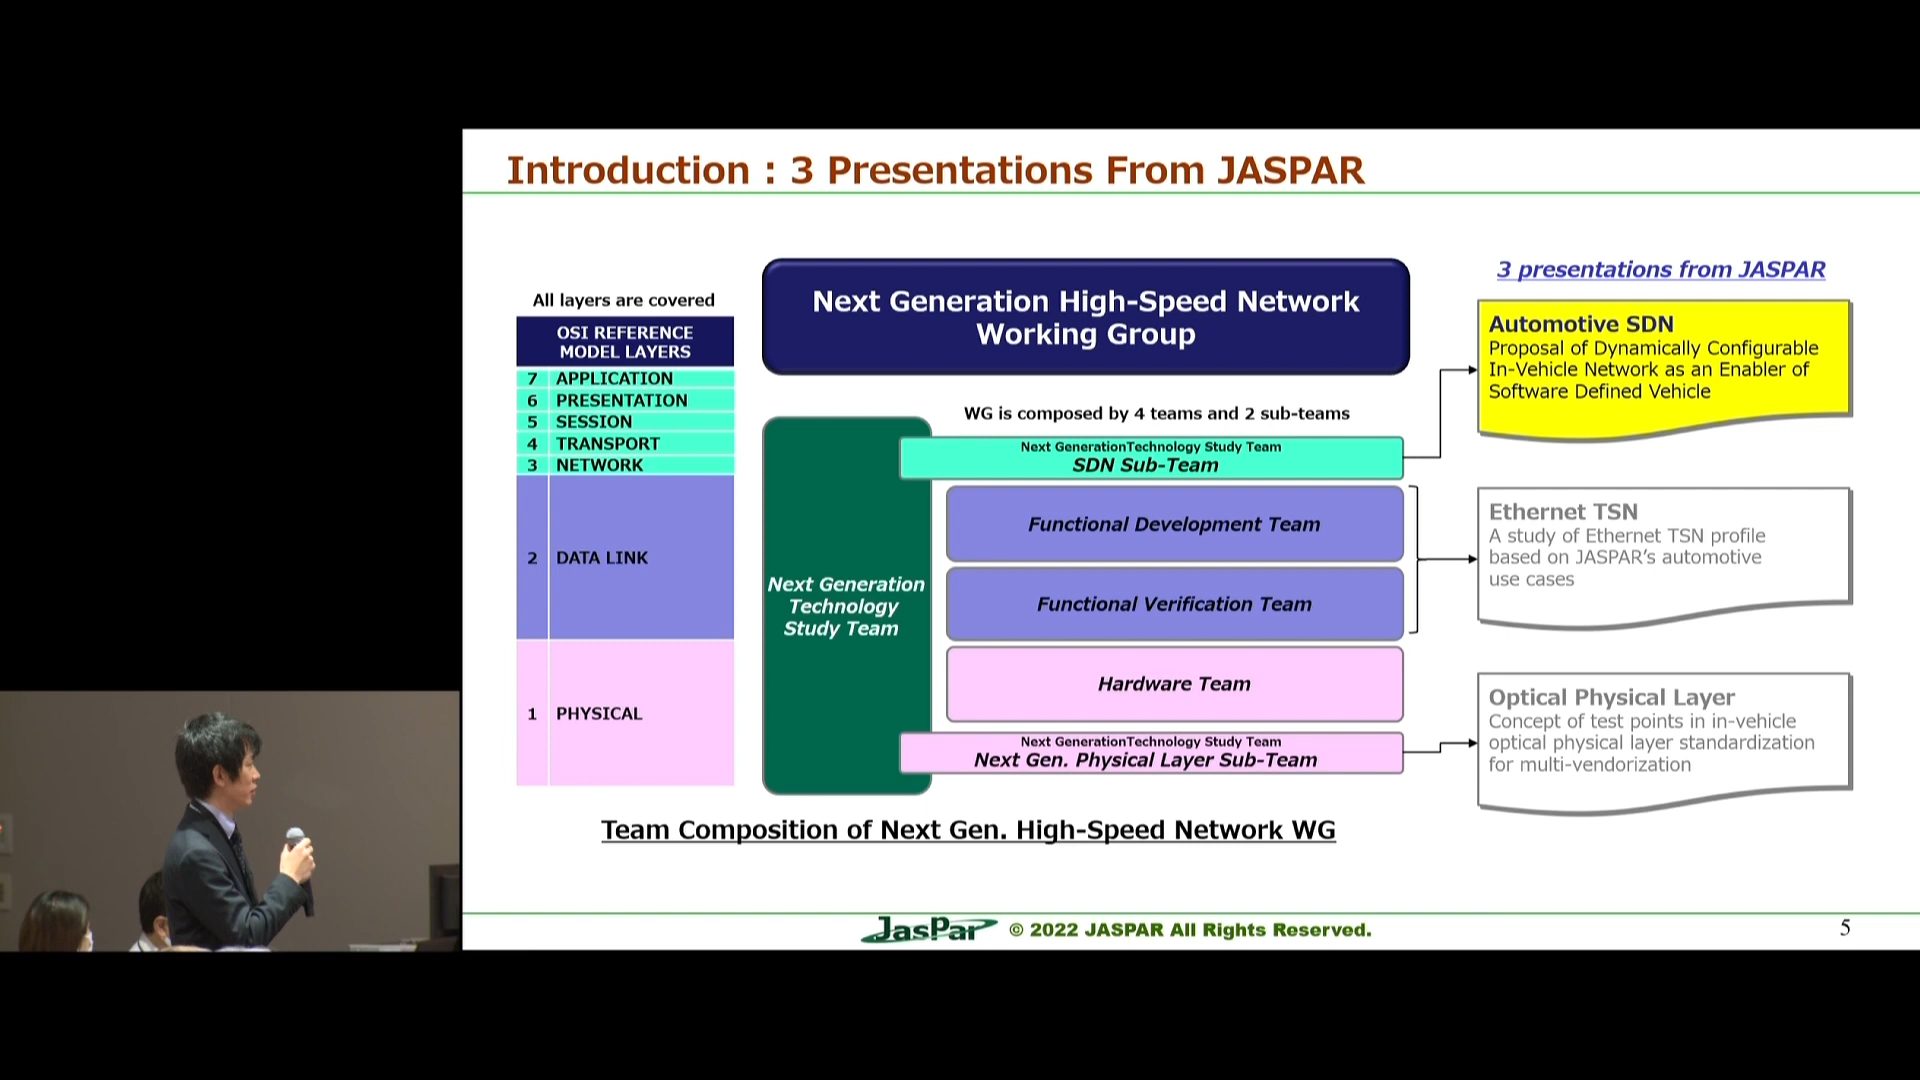 Introduction : 3 Presentations From JASPAR
All layers are covered
OSI REFERENCE
MODEL LAYERS
7 APPLICATION
6 PRESENTATION
5 SESSION
4 TRANSPORT
3 NETWORK
2 DATA LINK
1 PHYSICAL
Next Generation High-Speed Network
Working Group
WG is composed by 4 teams and 2 sub-teams
Next Generation
Technology
Study Team
Next GenerationTechnology Study Team
SDN Sub-Team
Functional Development Team
Functional Verification Team
Hardware Team
Next GenerationTechnology Study Team
Next Gen. Physical Layer Sub-Team
Team Composition of Next Gen. High-Speed Network WG
3 presentations from JASPAR
Automotive SDN
Proposal of Dynamically Configurable
In-Vehicle Network as an Enabler of
Software Defined Vehicle
Ethernet TSN
A study of Ethernet TSN profile
based on JASPAR’s automotive
use cases
Optical Physical Layer
Concept of test points in in-vehicle
optical physical layer standardization
for multi-vendorization
JasPar © 2022 JASPAR All Rights Reserved.
5